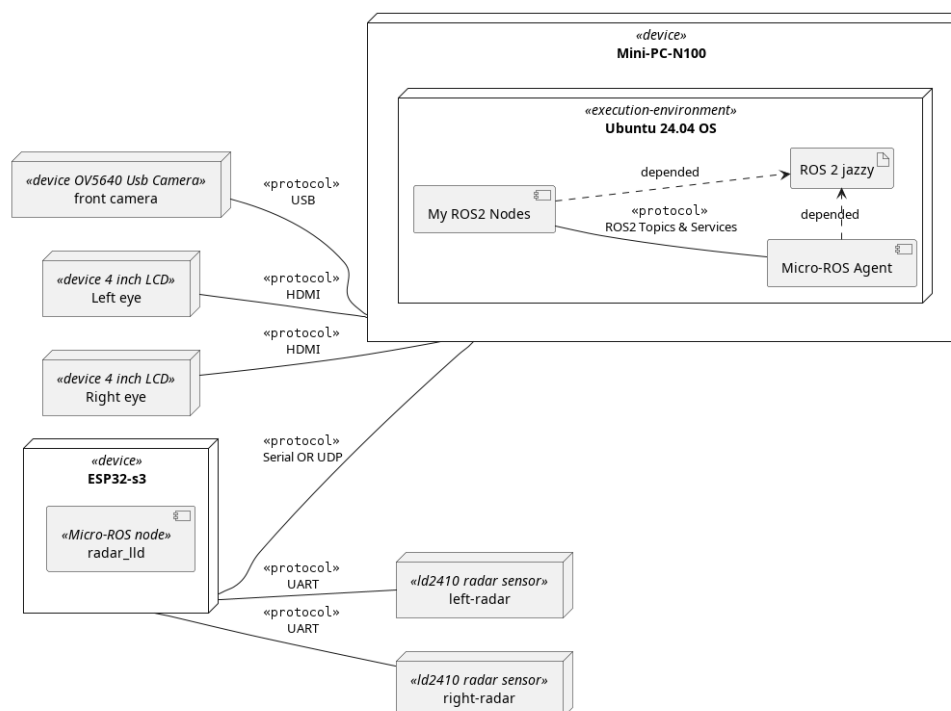 «device»
Mini-PC-N100
«execution-environment»
Ubuntu 24.04 OS
ROS 2 jazzy
depended
My ROS2 Nodes
«protocol»
ROS2 Topics & Services
depended
Micro-ROS Agent
«device OV5640 Usb Camera»
front camera
«protocol»
USB
«device 4 inch LCD»
Left eye
«protocol»
HDMI
«device 4 inch LCD»
Right eye
«protocol»
HDMI
«device»
ESP32-s3
«Micro-ROS node»
radar_lld
«protocol»
Serial OR UDP
«protocol»
UART
«ld2410 radar sensor»
left-radar
«protocol»
UART
«ld2410 radar sensor»
right-radar